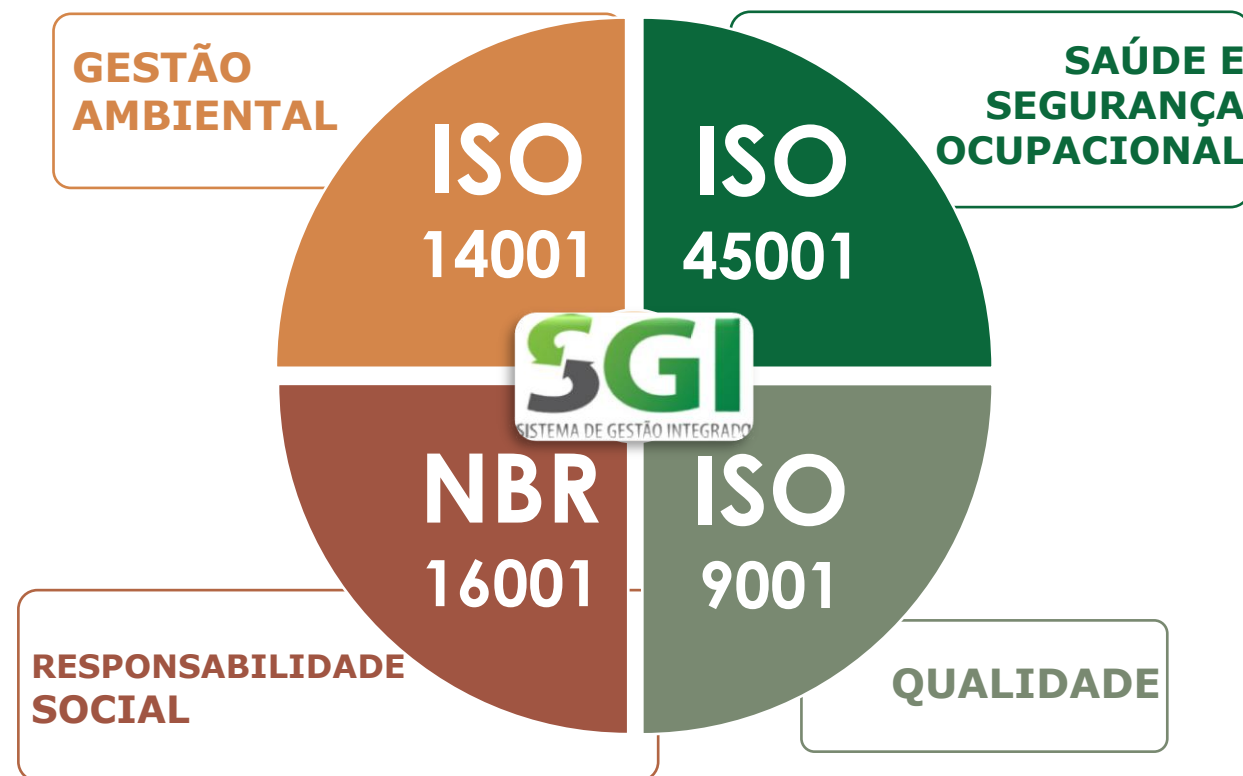 GESTÃO
AMBIENTAL
ISO
14001
ISO
45001
SAÚDE E
SEGURANÇA
OCUPACIONAL
SGI
SISTEMA DE GESTÃO INTEGRADO
NBR
16001
ISO
9001
RESPONSABILIDADE
SOCIAL
QUALIDADE